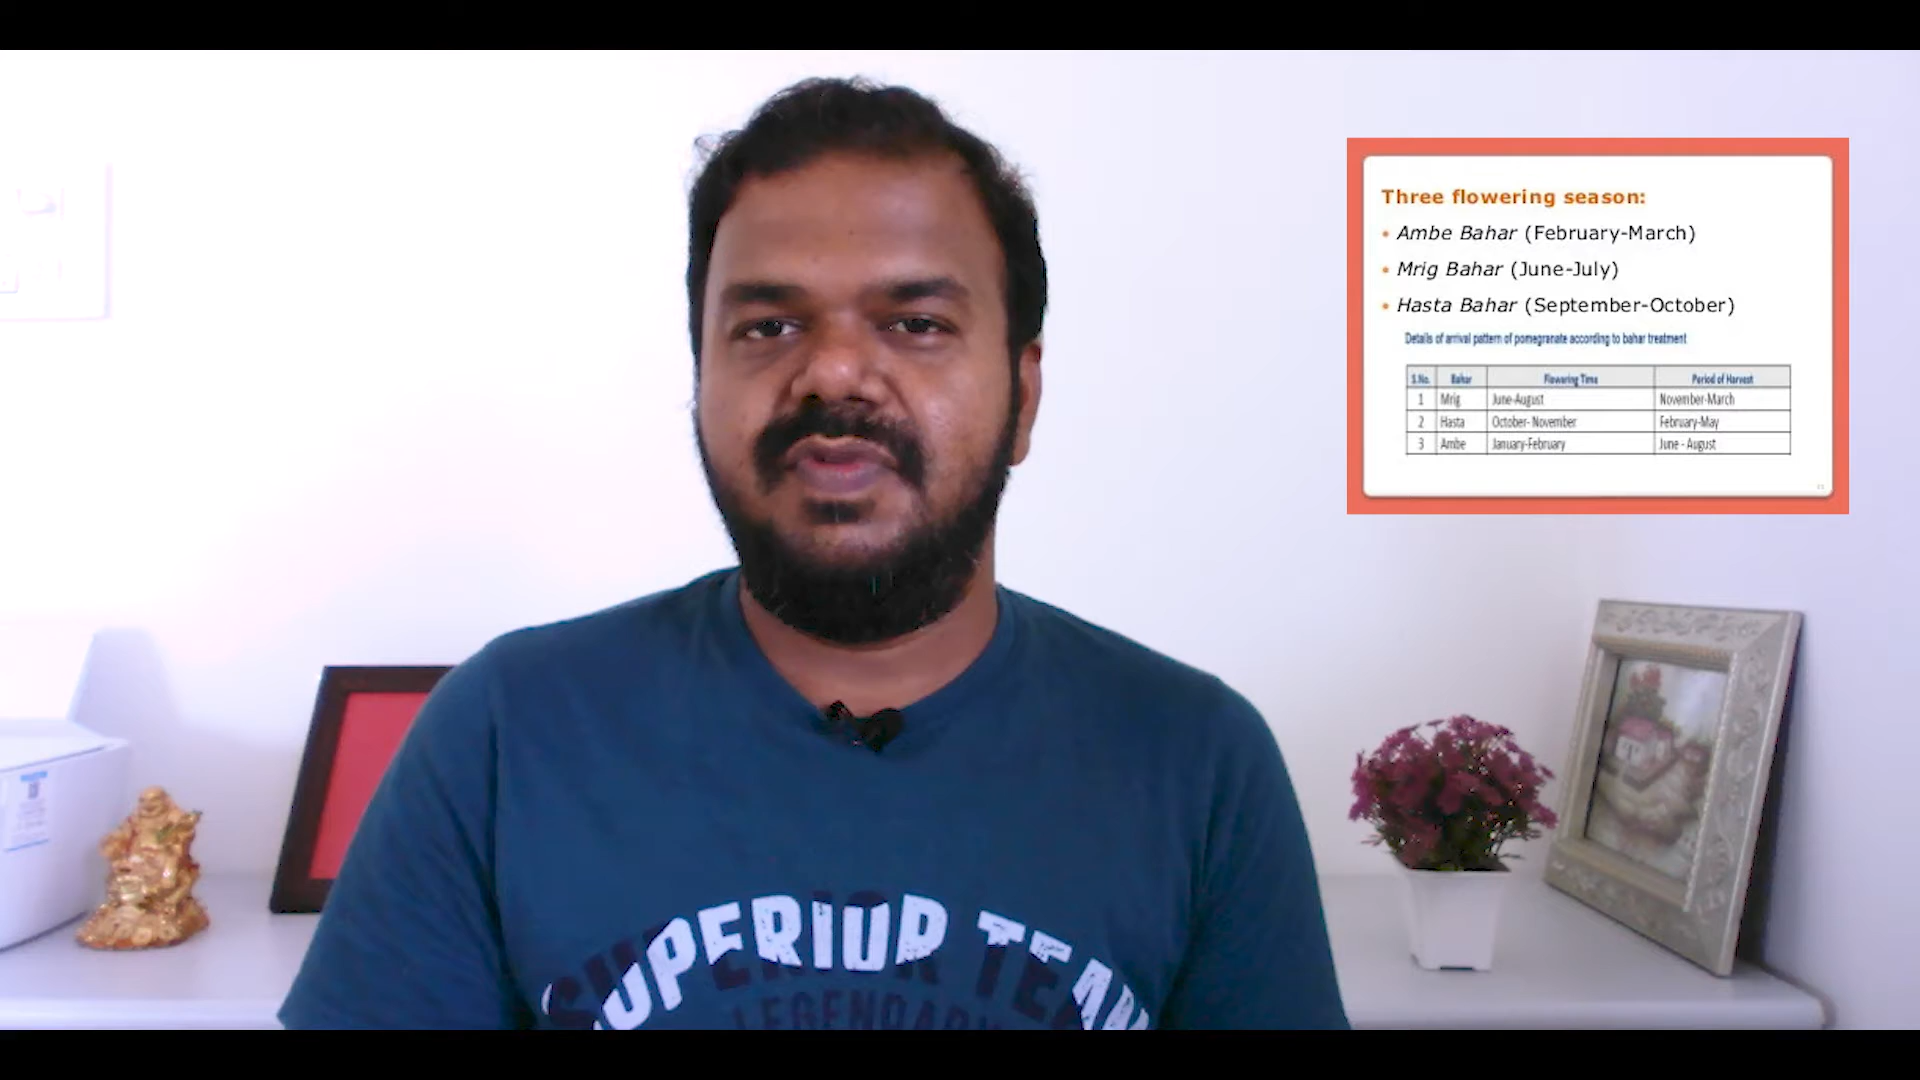 Three flowering season:
• Ambe Bahar (February-March)
• Mrig Bahar (June-July)
• Hasta Bahar (September-October)
Details of arrival pattern of pomegranate according to bahar treatment
S.No. Bahar Flowering Time Period of Harvest
1 Mrig June-August November-March
2 Hasta October- November February-May
3 Ambe January-February June - August
SUPERIOR TEAM
LEGENDARY